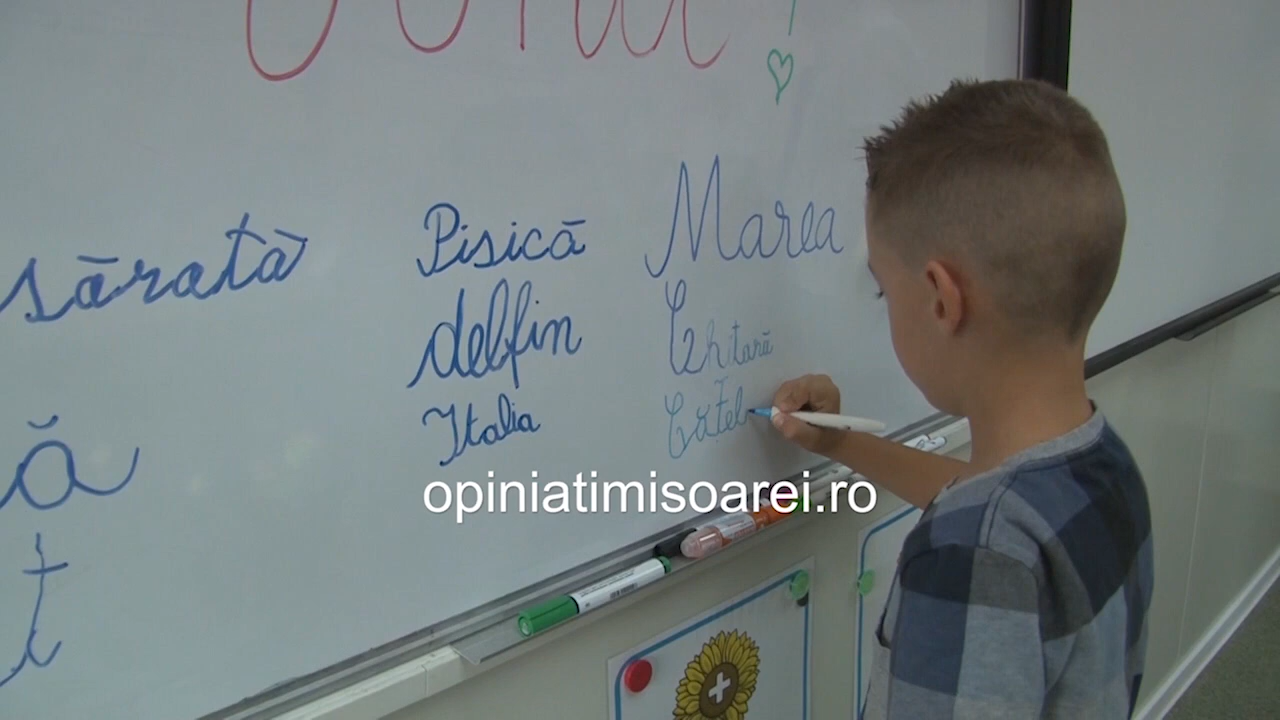 sărată Pisică Marea
delfin Chitară
Italia Cățel
opiniatimisoarei.ro
ă
t